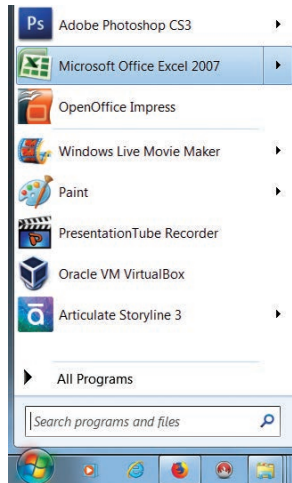 Ps Adobe Photoshop CS3
Microsoft Office Excel 2007
OpenOffice Impress
Windows Live Movie Maker
Paint
PresentationTube Recorder
Oracle VM VirtualBox
Articulate Storyline 3
All Programs
Search programs and files